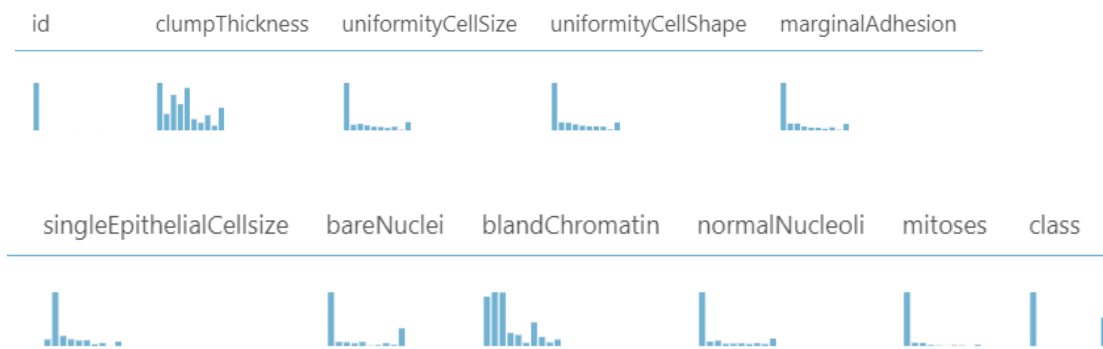 id clumpThickness uniformityCellSize uniformityCellShape marginalAdhesion
singleEpithelialCellsize bareNuclei blandChromatin normalNucleoli mitoses class